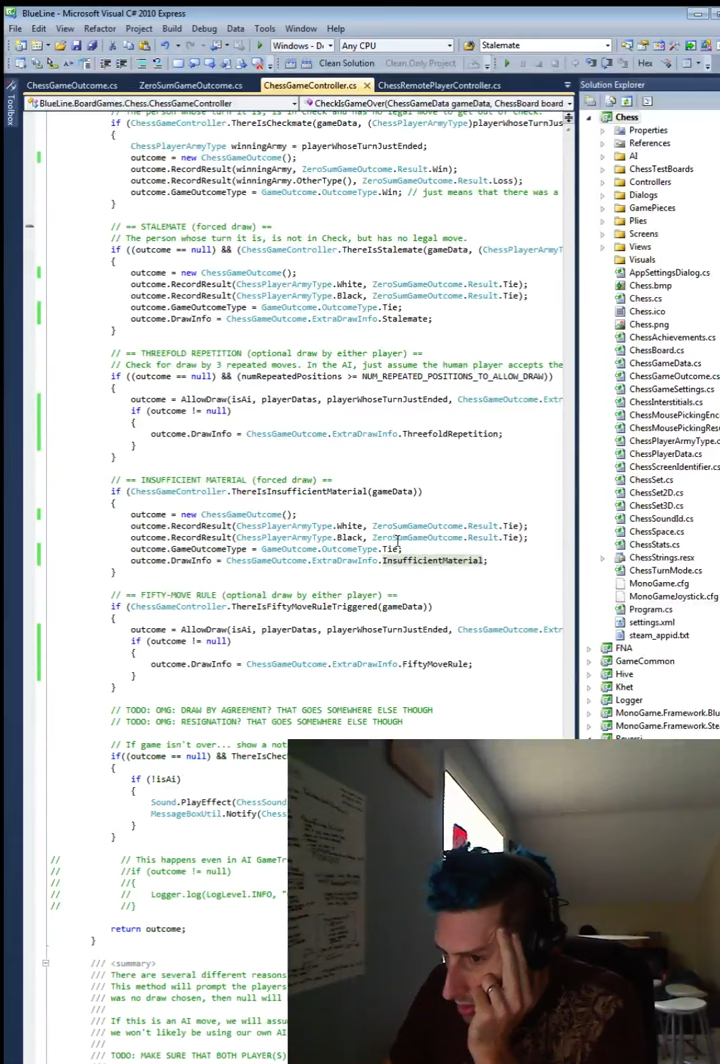 BlueLine - Microsoft Visual C# 2010 Express
File Edit View Refactor Project Build Debug Data Tools Window Help
Windows - D Any CPU Stalemate
Clean Solution Clean Only Project Hex
ChessGameOutcome.cs ZeroSumGameOutcome.cs ChessGameController.cs ChessRemotePlayerController.cs
Solution Explorer
Toolbox
BlueLine.BoardGames.Chess.ChessGameController CheckIsGameOver(ChessGameData gameData, ChessBoard board
// The person whose turn it is, is in Check and has no legal move to get out of Check.
if (ChessGameController.ThereIsCheckmate(gameData, (ChessPlayerArmyType)playerWhoseTurnJus
{
ChessPlayerArmyType winningArmy = playerWhoseTurnJustEnded;
outcome = new ChessGameOutcome();
outcome.RecordResult(winningArmy, ZeroSumGameOutcome.Result.Win);
outcome.RecordResult(winningArmy.OtherType(), ZeroSumGameOutcome.Result.Loss);
outcome.GameOutcomeType = GameOutcome.OutcomeType.Win; // just means that there was a
}
// == STALEMATE (forced draw) ==
// The person whose turn it is, is not in Check, but has no legal move.
if ((outcome == null) && (ChessGameController.ThereIsStalemate(gameData, (ChessPlayerArmyT
{
outcome = new ChessGameOutcome();
outcome.RecordResult(ChessPlayerArmyType.White, ZeroSumGameOutcome.Result.Tie);
outcome.RecordResult(ChessPlayerArmyType.Black, ZeroSumGameOutcome.Result.Tie);
outcome.GameOutcomeType = GameOutcome.OutcomeType.Tie;
outcome.DrawInfo = ChessGameOutcome.ExtraDrawInfo.Stalemate;
}
// == THREEFOLD REPETITION (optional draw by either player) ==
// Check for draw by 3 repeated moves. In the AI, just assume the human player accepts the
if ((outcome == null) && (numRepeatedPositions >= NUM_REPEATED_POSITIONS_TO_ALLOW_DRAW))
{
outcome = AllowDraw(isAi, playerDatas, playerWhoseTurnJustEnded, ChessGameOutcome.Extr
if (outcome != null)
{
outcome.DrawInfo = ChessGameOutcome.ExtraDrawInfo.ThreefoldRepetition;
}
}
// == INSUFFICIENT MATERIAL (forced draw) ==
if (ChessGameController.ThereIsInsufficientMaterial(gameData))
{
outcome = new ChessGameOutcome();
outcome.RecordResult(ChessPlayerArmyType.White, ZeroSumGameOutcome.Result.Tie);
outcome.RecordResult(ChessPlayerArmyType.Black, ZeroSumGameOutcome.Result.Tie);
outcome.GameOutcomeType = GameOutcome.OutcomeType.Tie;
outcome.DrawInfo = ChessGameOutcome.ExtraDrawInfo.InsufficientMaterial;
}
// == FIFTY-MOVE RULE (optional draw by either player) ==
if (ChessGameController.ThereIsFiftyMoveRuleTriggered(gameData))
{
outcome = AllowDraw(isAi, playerDatas, playerWhoseTurnJustEnded, ChessGameOutcome.Extr
if (outcome != null)
{
outcome.DrawInfo = ChessGameOutcome.ExtraDrawInfo.FiftyMoveRule;
}
}
// TODO: OMG: DRAW BY AGREEMENT? THAT GOES SOMEWHERE ELSE THOUGH
// TODO: OMG: RESIGNATION? THAT GOES SOMEWHERE ELSE THOUGH
// If game isn't over... show a not
if((outcome == null) && ThereIsChec
{
if (!isAi)
{
Sound.PlayEffect(ChessSound
MessageBoxUtil.Notify(Chess
}
}
// // This happens even in AI GameTr
// //if (outcome != null)
// //{
// // Logger.log(LogLevel.INFO, "
// //}
return outcome;
}
/// <summary>
/// There are several different reasons
/// This method will prompt the players
/// was no draw chosen, then null will
///
/// If this is an AI move, we will assu
/// we won't likely be using our own AI
///
/// TODO: MAKE SURE THAT BOTH PLAYER(S)
Chess
Properties
References
AI
ChessTestBoards
Controllers
Dialogs
GamePieces
Plies
Screens
Views
Visuals
AppSettingsDialog.cs
Chess.bmp
Chess.cs
Chess.ico
Chess.png
ChessAchievements.cs
ChessBoard.cs
ChessGameOutcome.cs
ChessGameSettings.cs
ChessInterstitials.cs
ChessMousePickingEnc
ChessMousePickingRes
ChessPlayerArmyType.c
ChessPlayerData.cs
ChessScreenIdentifier.c
ChessSet.cs
ChessSet2D.cs
ChessSet3D.cs
ChessSoundId.cs
ChessSpace.cs
ChessStats.cs
ChessStrings.resx
ChessTurnMode.cs
MonoGame.cfg
MonoGameJoystick.cfg
Program.cs
settings.xml
steam_appid.txt
FNA
GameCommon
Hive
Khet
Logger
MonoGame.Framework.Blu
MonoGame.Framework.Ste